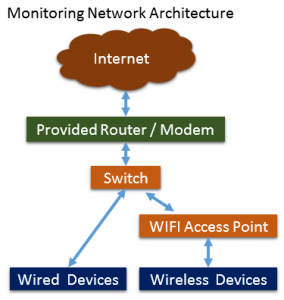 Monitoring Network Architecture
Internet
Provided Router / Modem
Switch
WIFI Access Point
Wired Devices
Wireless Devices